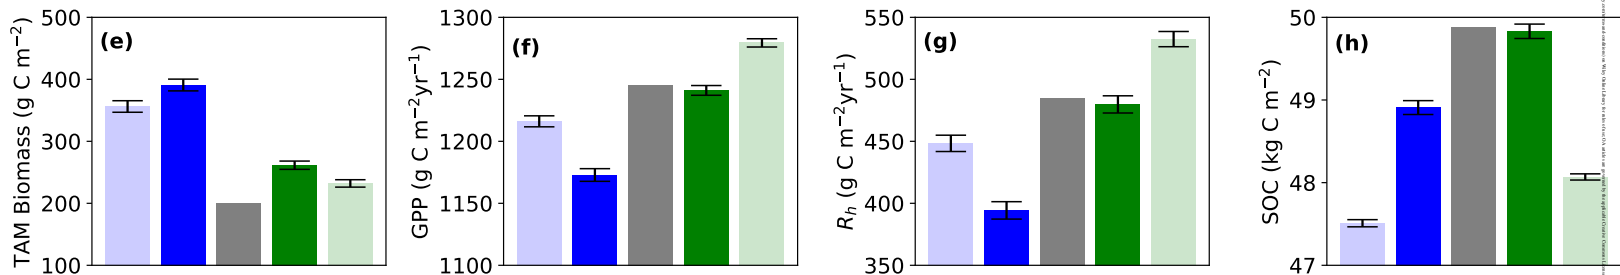 500
400
300
200
100
TAM Biomass (g C m⁻²)
(e)
1300
1250
1200
1150
1100
GPP (g C m⁻²yr⁻¹)
(f)
550
500
450
400
350
R_h (g C m⁻²yr⁻¹)
(g)
50
49
48
47
SOC (kg C m⁻²)
(h)